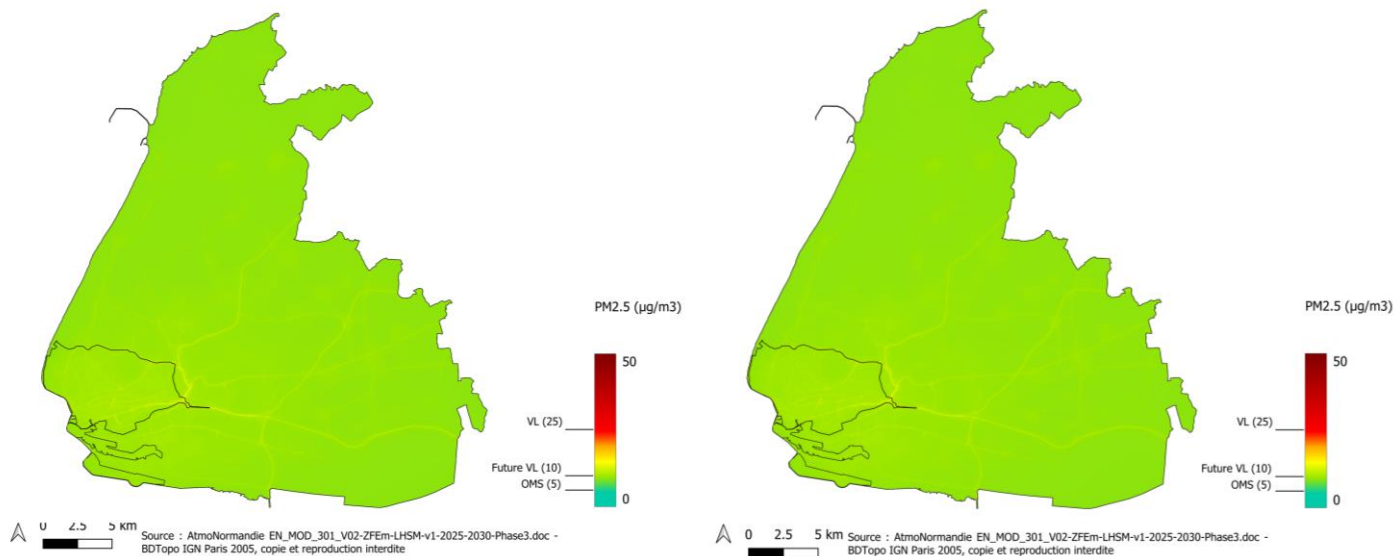 PM2.5 (µg/m3)
50
VL (25)
Future VL (10)
OMS (5)
0
0 2.5 5 km
Source : AtmoNormandie EN_MOD_301_V02-ZFEm-LHSM-v1-2025-2030-Phase3.doc -
BDTopo IGN Paris 2005, copie et reproduction interdite
PM2.5 (µg/m3)
50
VL (25)
Future VL (10)
OMS (5)
0
0 2.5 5 km
Source : AtmoNormandie EN_MOD_301_V02-ZFEm-LHSM-v1-2025-2030-Phase3.doc -
BDTopo IGN Paris 2005, copie et reproduction interdite